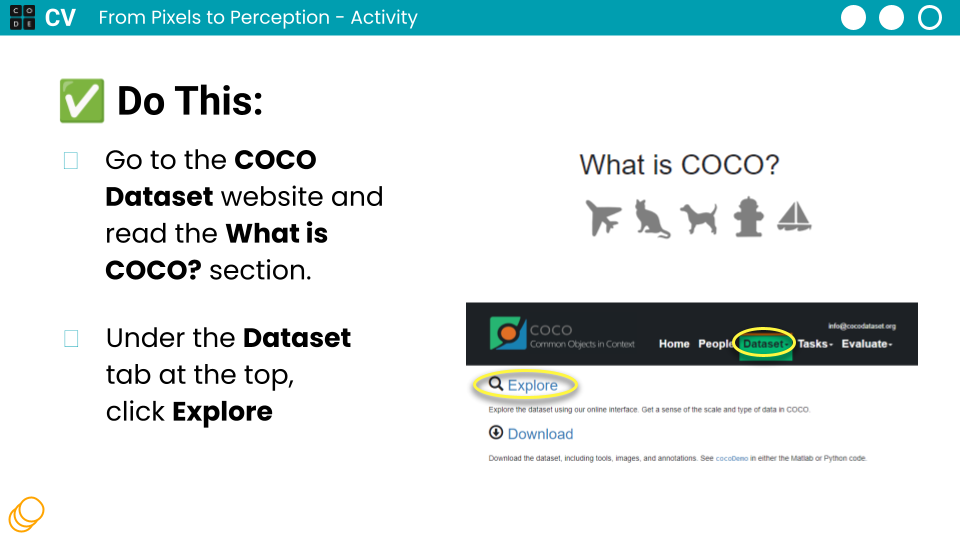 CODE CV From Pixels to Perception - Activity
Do This:
Go to the COCO
Dataset website and
read the What is
COCO? section.
Under the Dataset
tab at the top,
click Explore
What is COCO?
info@cocodataset.org
COCO
Common Objects in Context
Home People Dataset Tasks Evaluate
Explore
Explore the dataset using our online interface. Get a sense of the scale and type of data in COCO.
Download
Download the dataset, including tools, images, and annotations. See cocoDemo in either the Matlab or Python code.